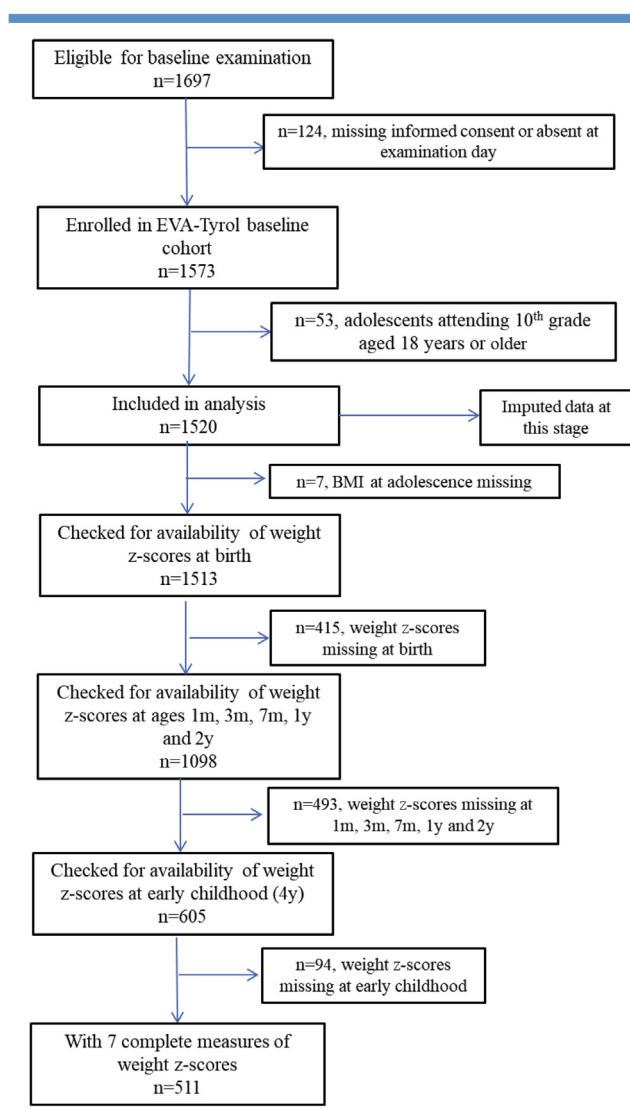 Eligible for baseline examination
n=1697
n=124, missing informed consent or absent at
examination day
Enrolled in EVA-Tyrol baseline
cohort
n=1573
n=53, adolescents attending 10th grade
aged 18 years or older
Included in analysis
n=1520
Imputed data at
this stage
n=7, BMI at adolescence missing
Checked for availability of weight
z-scores at birth
n=1513
n=415, weight z-scores
missing at birth
Checked for availability of weight
z-scores at ages 1m, 3m, 7m, 1y
and 2y
n=1098
n=493, weight z-scores missing at
1m, 3m, 7m, 1y and 2y
Checked for availability of weight
z-scores at early childhood (4y)
n=605
n=94, weight z-scores
missing at early childhood
With 7 complete measures of
weight z-scores
n=511